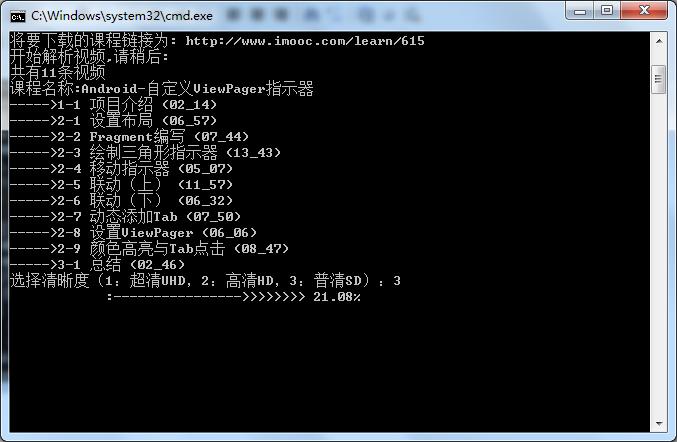 C:\Windows\system32\cmd.exe
将要下载的课程链接为: http://www.imooc.com/learn/615
开始解析视频,请稍后:
共有11条视频
课程名称:Android-自定义ViewPager指示器
----->1-1 项目介绍 (02_14)
----->2-1 设置布局 (06_57)
----->2-2 Fragment编写 (07_44)
----->2-3 绘制三角形指示器 (13_43)
----->2-4 移动指示器 (05_07)
----->2-5 联动（上） (11_57)
----->2-6 联动（下） (06_32)
----->2-7 动态添加Tab (07_50)
----->2-8 设置ViewPager (06_06)
----->2-9 颜色高亮与Tab点击 (08_47)
----->3-1 总结 (02_46)
选择清晰度（1：超清UHD，2：高清HD，3：普清SD）：3
:---------------->>>>>>>> 21.08%